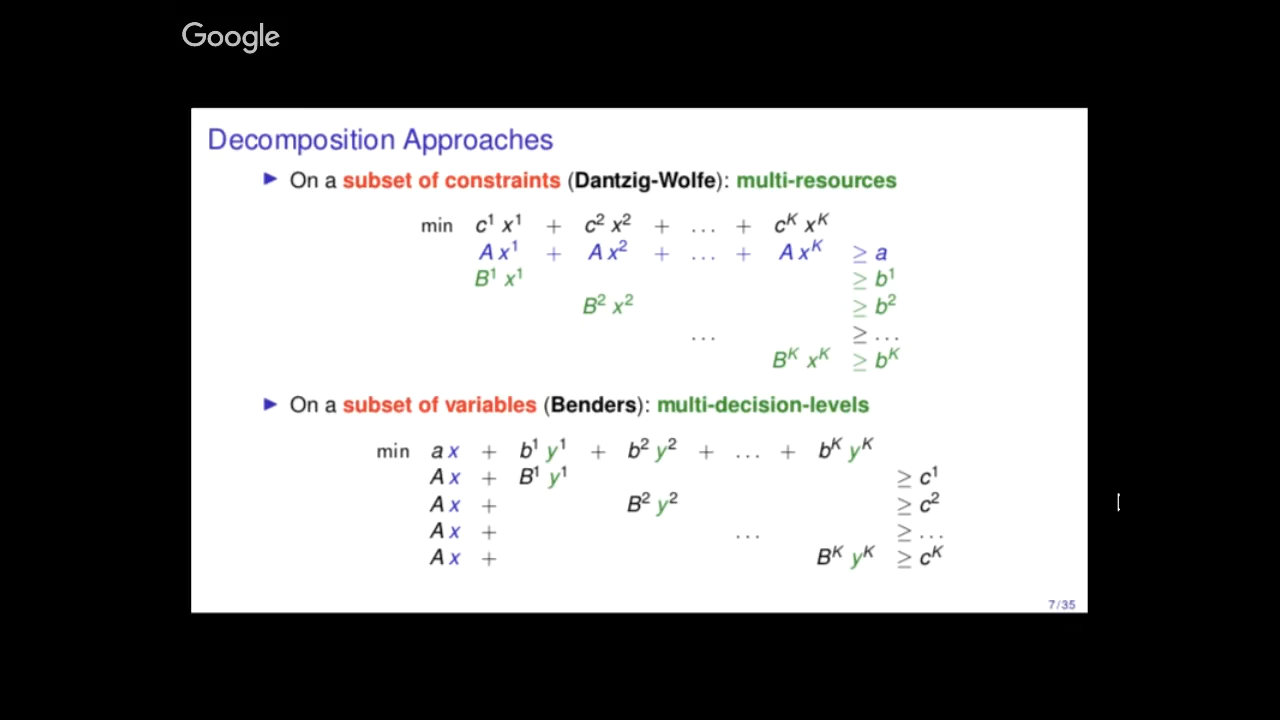 Google
Decomposition Approaches
▶ On a subset of constraints (Dantzig-Wolfe): multi-resources
min c¹ x¹ + c² x² + … + cᴷ xᴷ
A x¹ + A x² + … + A xᴷ ≥ a
B¹ x¹ ≥ b¹
B² x² ≥ b²
… ≥ …
Bᴷ xᴷ ≥ bᴷ
▶ On a subset of variables (Benders): multi-decision-levels
min a x + b¹ y¹ + b² y² + … + bᴷ yᴷ
A x + B¹ y¹ ≥ c¹
A x + B² y² ≥ c²
A x + … ≥ …
A x + Bᴷ yᴷ ≥ cᴷ
7/35